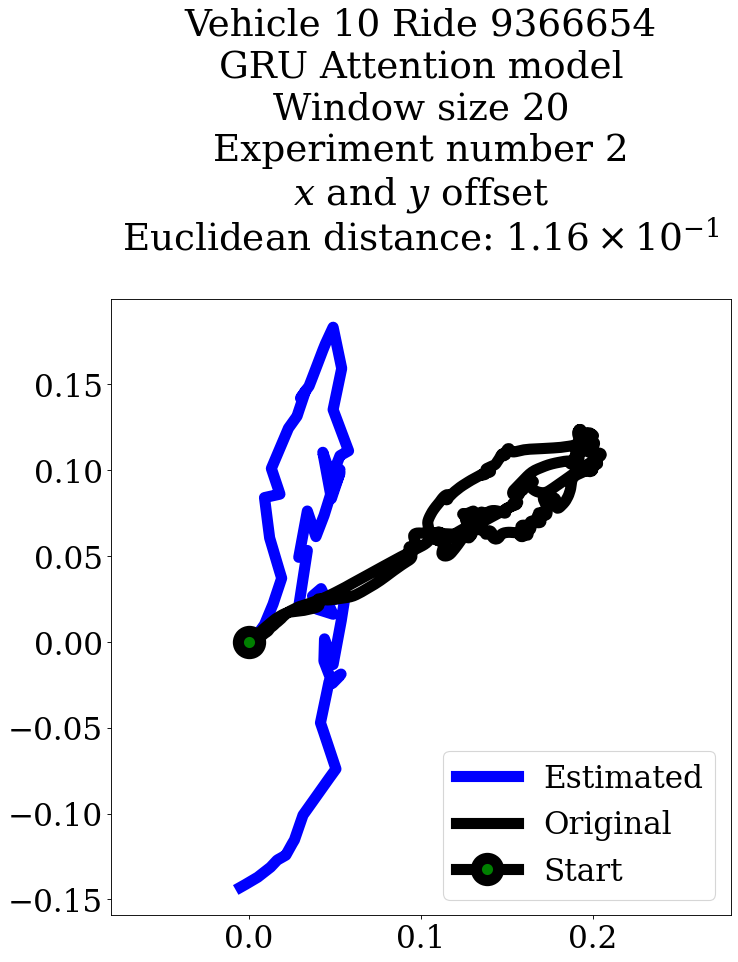 Vehicle 10 Ride 9366654
GRU Attention model
Window size 20
Experiment number 2
x and y offset
Euclidean distance: 1.16 × 10⁻¹
0.15
0.10
0.05
0.00
−0.05
−0.10
−0.15
Estimated
Original
Start
0.0 0.1 0.2